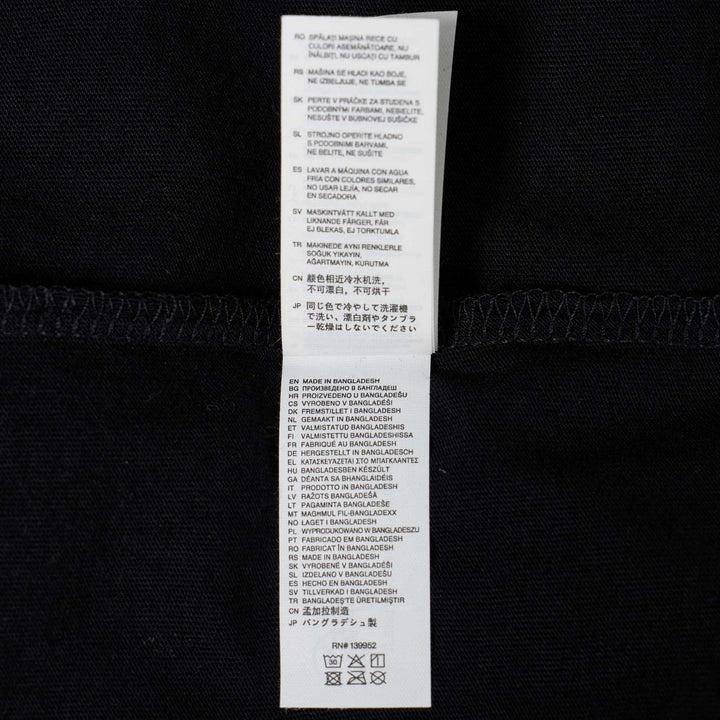 RO SPĂLAȚI MAȘINA RECE CU
CULORI ASEMĂNĂTOARE, NU
ÎNĂLBIȚI, NU USCAȚI CU TAMBUR
RS MAŠINA SE HLADI KAO BOJE,
NE IZBELJUJE, NE TUMBA SE
SK PERTE V PRÁČKE ZA STUDENA S
PODOBNÝMI FARBAMI, NEBIELITE,
NESUŠTE V BUBNOVEJ SUŠIČKE
SL STROJNO OPERITE HLADNO
S PODOBNIMI BARVAMI,
NE BELITE, NE SUŠITE
ES LAVAR A MÁQUINA CON AGUA
FRÍA CON COLORES SIMILARES,
NO USAR LEJÍA, NO SECAR
EN SECADORA
SV MASKINTVÄTT KALLT MED
LIKNANDE FÄRGER, FÅR
EJ BLEKAS, EJ TORKTUMLA
TR MAKINEDE AYNI RENKLERLE
SOĞUK YIKAYIN,
AĞARTMAYIN, KURUTMA
CN 颜色相近冷水机洗,
不可漂白, 不可烘干
JP 同じ色で冷やして洗濯機
で洗い, 漂白剤やタンブラ
ー乾燥はしないでください
EN MADE IN BANGLADESH
BG ПРОИЗВЕДЕНО В БАНГЛАДЕШ
HR PROIZVEDENO U BANGLADEŠU
CS VYROBENO V BANGLADÉŠI
DK FREMSTILLET I BANGLADESH
NL GEMAAKT IN BANGLADESH
ET VALMISTATUD BANGLADESHIS
FI VALMISTETTU BANGLADESHISSA
FR FABRIQUÉ AU BANGLADESH
DE HERGESTELLT IN BANGLADESCH
EL ΚΑΤΑΣΚΕΥΑΖΕΤΑΙ ΣΤΟ ΜΠΑΓΚΛΑΝΤΕΣ
HU BANGLADESBEN KÉSZÜLT
GA DÉANTA SA BHANGLAIDÉIS
IT PRODOTTO IN BANGLADESH
LV RAŽOTS BANGLADEŠĀ
LT PAGAMINTA BANGLADEŠE
MT MAGHMUL FIL-BANGLADEXX
NO LAGET I BANGLADESH
PL WYPRODUKOWANO W BANGLADESZU
PT FABRICADO EM BANGLADESH
RO FABRICAT ÎN BANGLADESH
RS MADE IN BANGLADESH
SK VYROBENÉ V BANGLADÉŠI
SL IZDELANO V BANGLADEŠU
ES HECHO EN BANGLADESH
SV TILLVERKAD I BANGLADESH
TR BANGLADEŞ'TE ÜRETİLMİŞTİR
CN 孟加拉制造
JP バングラデシュ製
RN# 139952
30